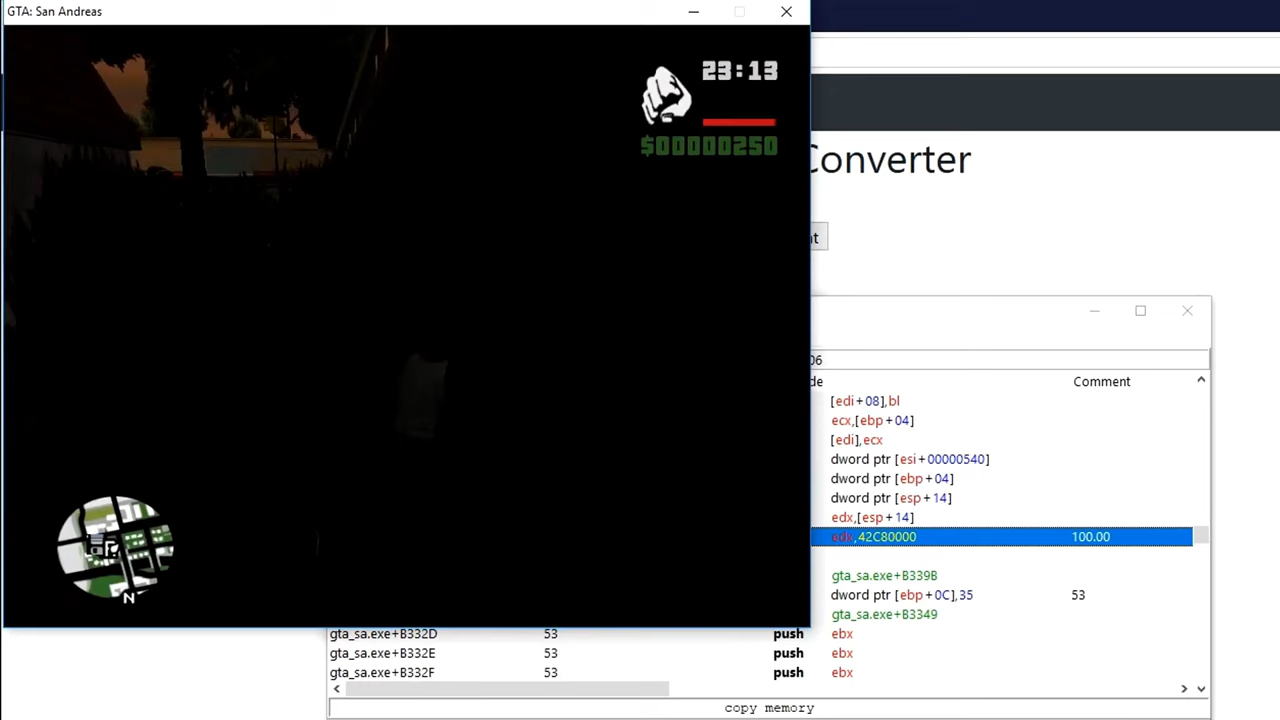 GTA: San Andreas
23:13
$00000250
Converter
N
06
de
Comment
[edi+08],bl
ecx,[ebp+04]
[edi],ecx
dword ptr [esi+00000540]
dword ptr [ebp+04]
dword ptr [esp+14]
edx,[esp+14]
edx,42C80000 100.00
gta_sa.exe+B339B
dword ptr [ebp+0C],35 53
gta_sa.exe+B3349
gta_sa.exe+B332D 53 push ebx
gta_sa.exe+B332E 53 push ebx
gta_sa.exe+B332F 53 push ebx
copy memory